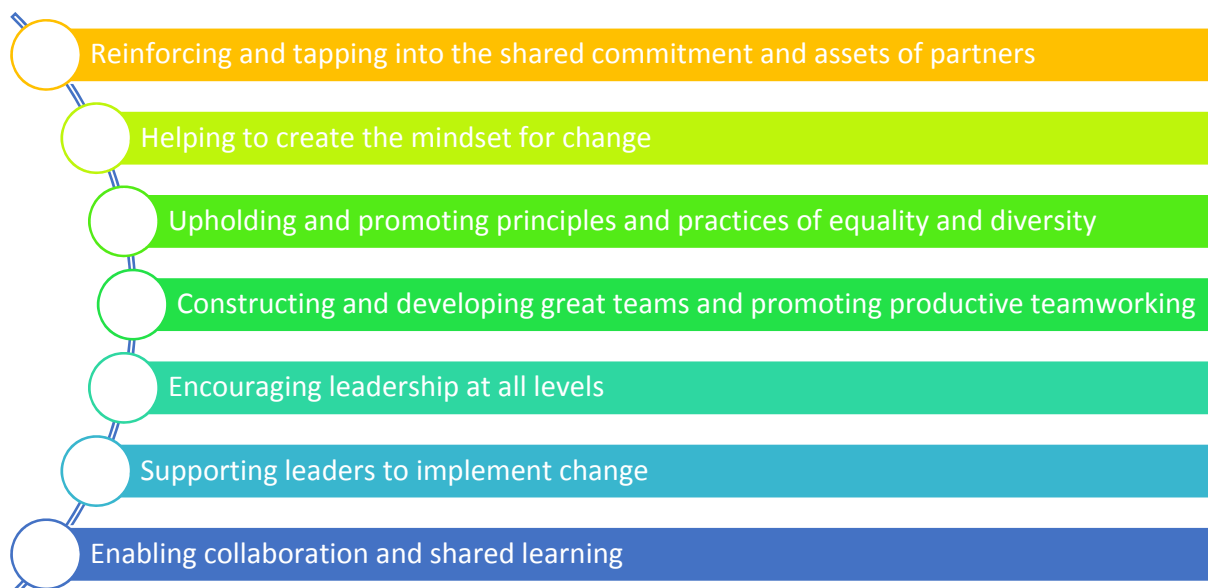 Reinforcing and tapping into the shared commitment and assets of partners
Helping to create the mindset for change
Upholding and promoting principles and practices of equality and diversity
Constructing and developing great teams and promoting productive teamworking
Encouraging leadership at all levels
Supporting leaders to implement change
Enabling collaboration and shared learning